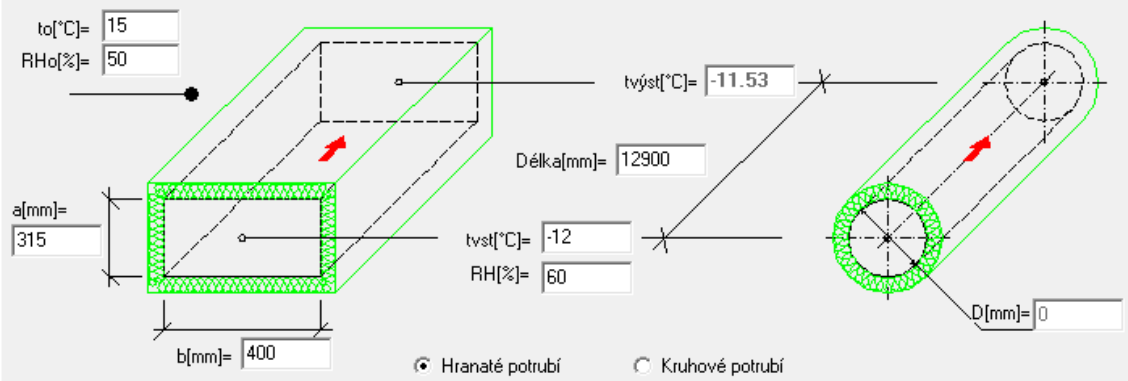 to[°C]= 15
RHo[%]= 50
tvýst[°C]= -11.53
Délka[mm]= 12900
a[mm]=
315
tvst[°C]= -12
RH[%]= 60
D[mm]= 0
b[mm]= 400
Hranaté potrubí Kruhové potrubí